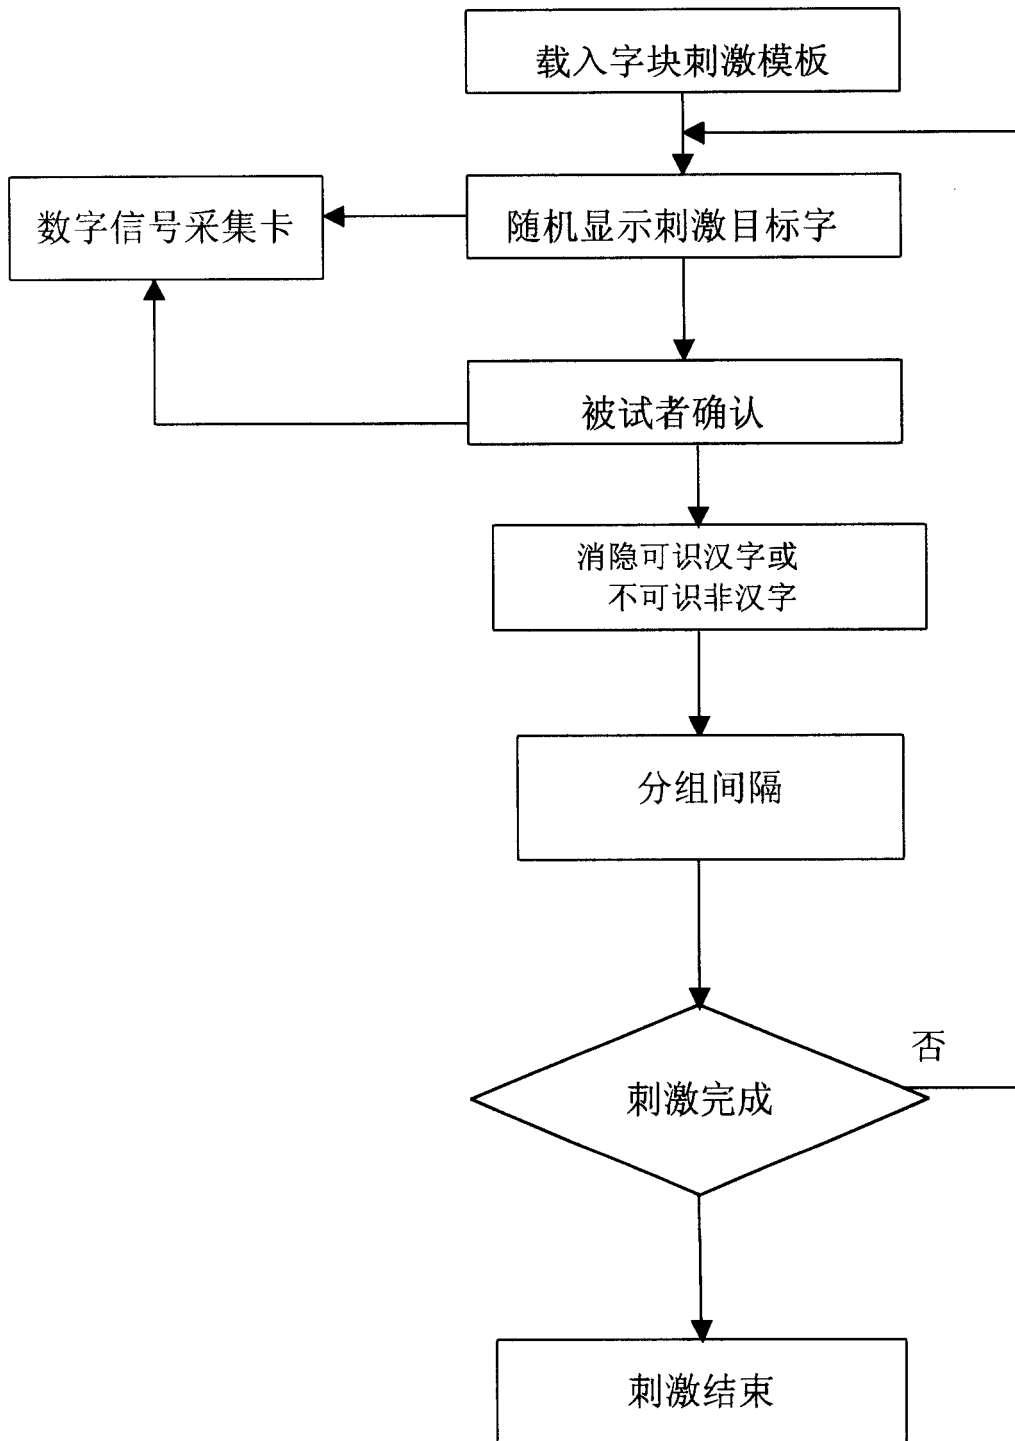 载入字块刺激模板
数字信号采集卡
随机显示刺激目标字
被试者确认
消隐可识汉字或
不可识非汉字
分组间隔
否
刺激完成
刺激结束